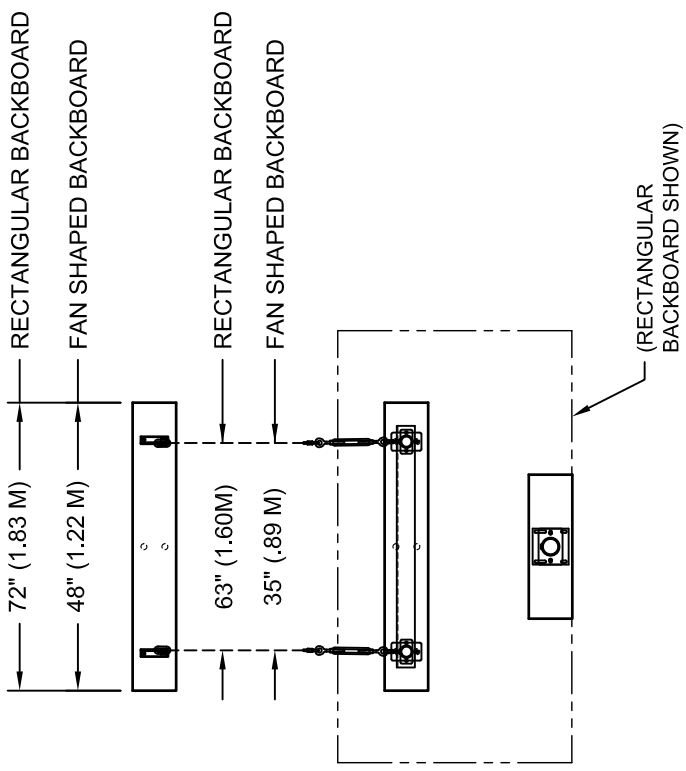 72" (1.83 M)
RECTANGULAR BACKBOARD
48" (1.22 M)
FAN SHAPED BACKBOARD
63" (1.60M)
RECTANGULAR BACKBOARD
35" (.89 M)
FAN SHAPED BACKBOARD
(RECTANGULAR
BACKBOARD SHOWN)